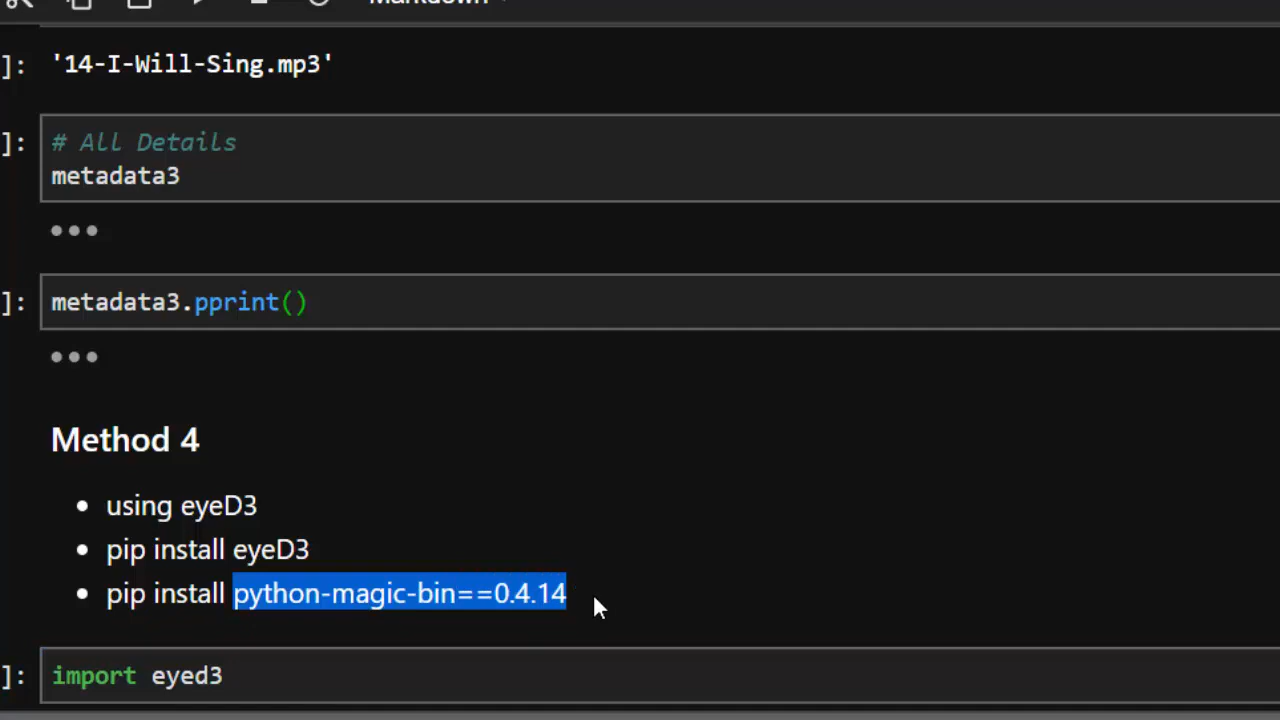 Markdown
]: '14-I-Will-Sing.mp3'
]: # All Details
metadata3
]: metadata3.pprint()
Method 4
• using eyeD3
• pip install eyeD3
• pip install python-magic-bin==0.4.14
]: import eyed3